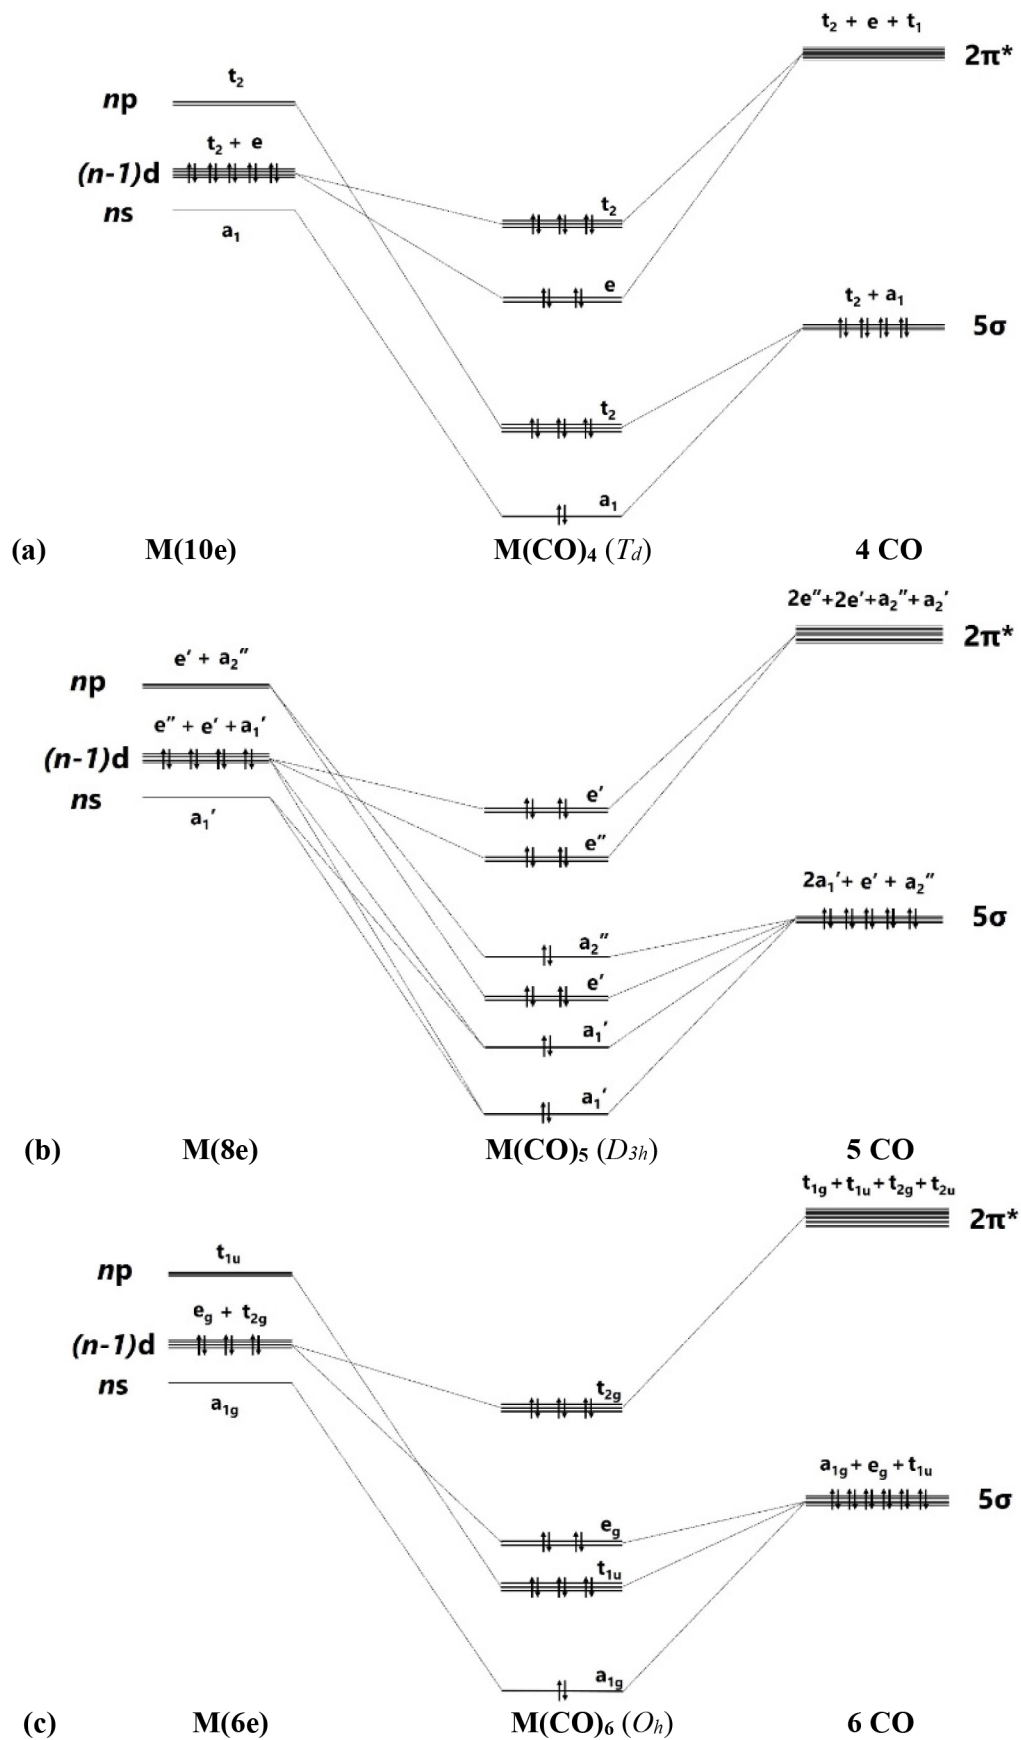 t₂ + e + t₁
2π*
t₂
np
t₂ + e
(n-1)d
ns
a₁
t₂
e
t₂ + a₁
5σ
t₂
a₁
(a) M(10e) M(CO)₄ (Td) 4 CO
2e″+2e′+a₂″+a₂′
2π*
e′ + a₂″
np
e″ + e′ + a₁′
(n-1)d
ns
a₁′
e′
e″
2a₁′+ e′ + a₂″
5σ
a₂″
e′
a₁′
a₁′
(b) M(8e) M(CO)₅ (D3h) 5 CO
t₁g + t₁u + t₂g + t₂u
2π*
t₁u
np
eg + t₂g
(n-1)d
ns
a₁g
t₂g
a₁g + eg + t₁u
5σ
eg
t₁u
a₁g
(c) M(6e) M(CO)₆ (Oh) 6 CO